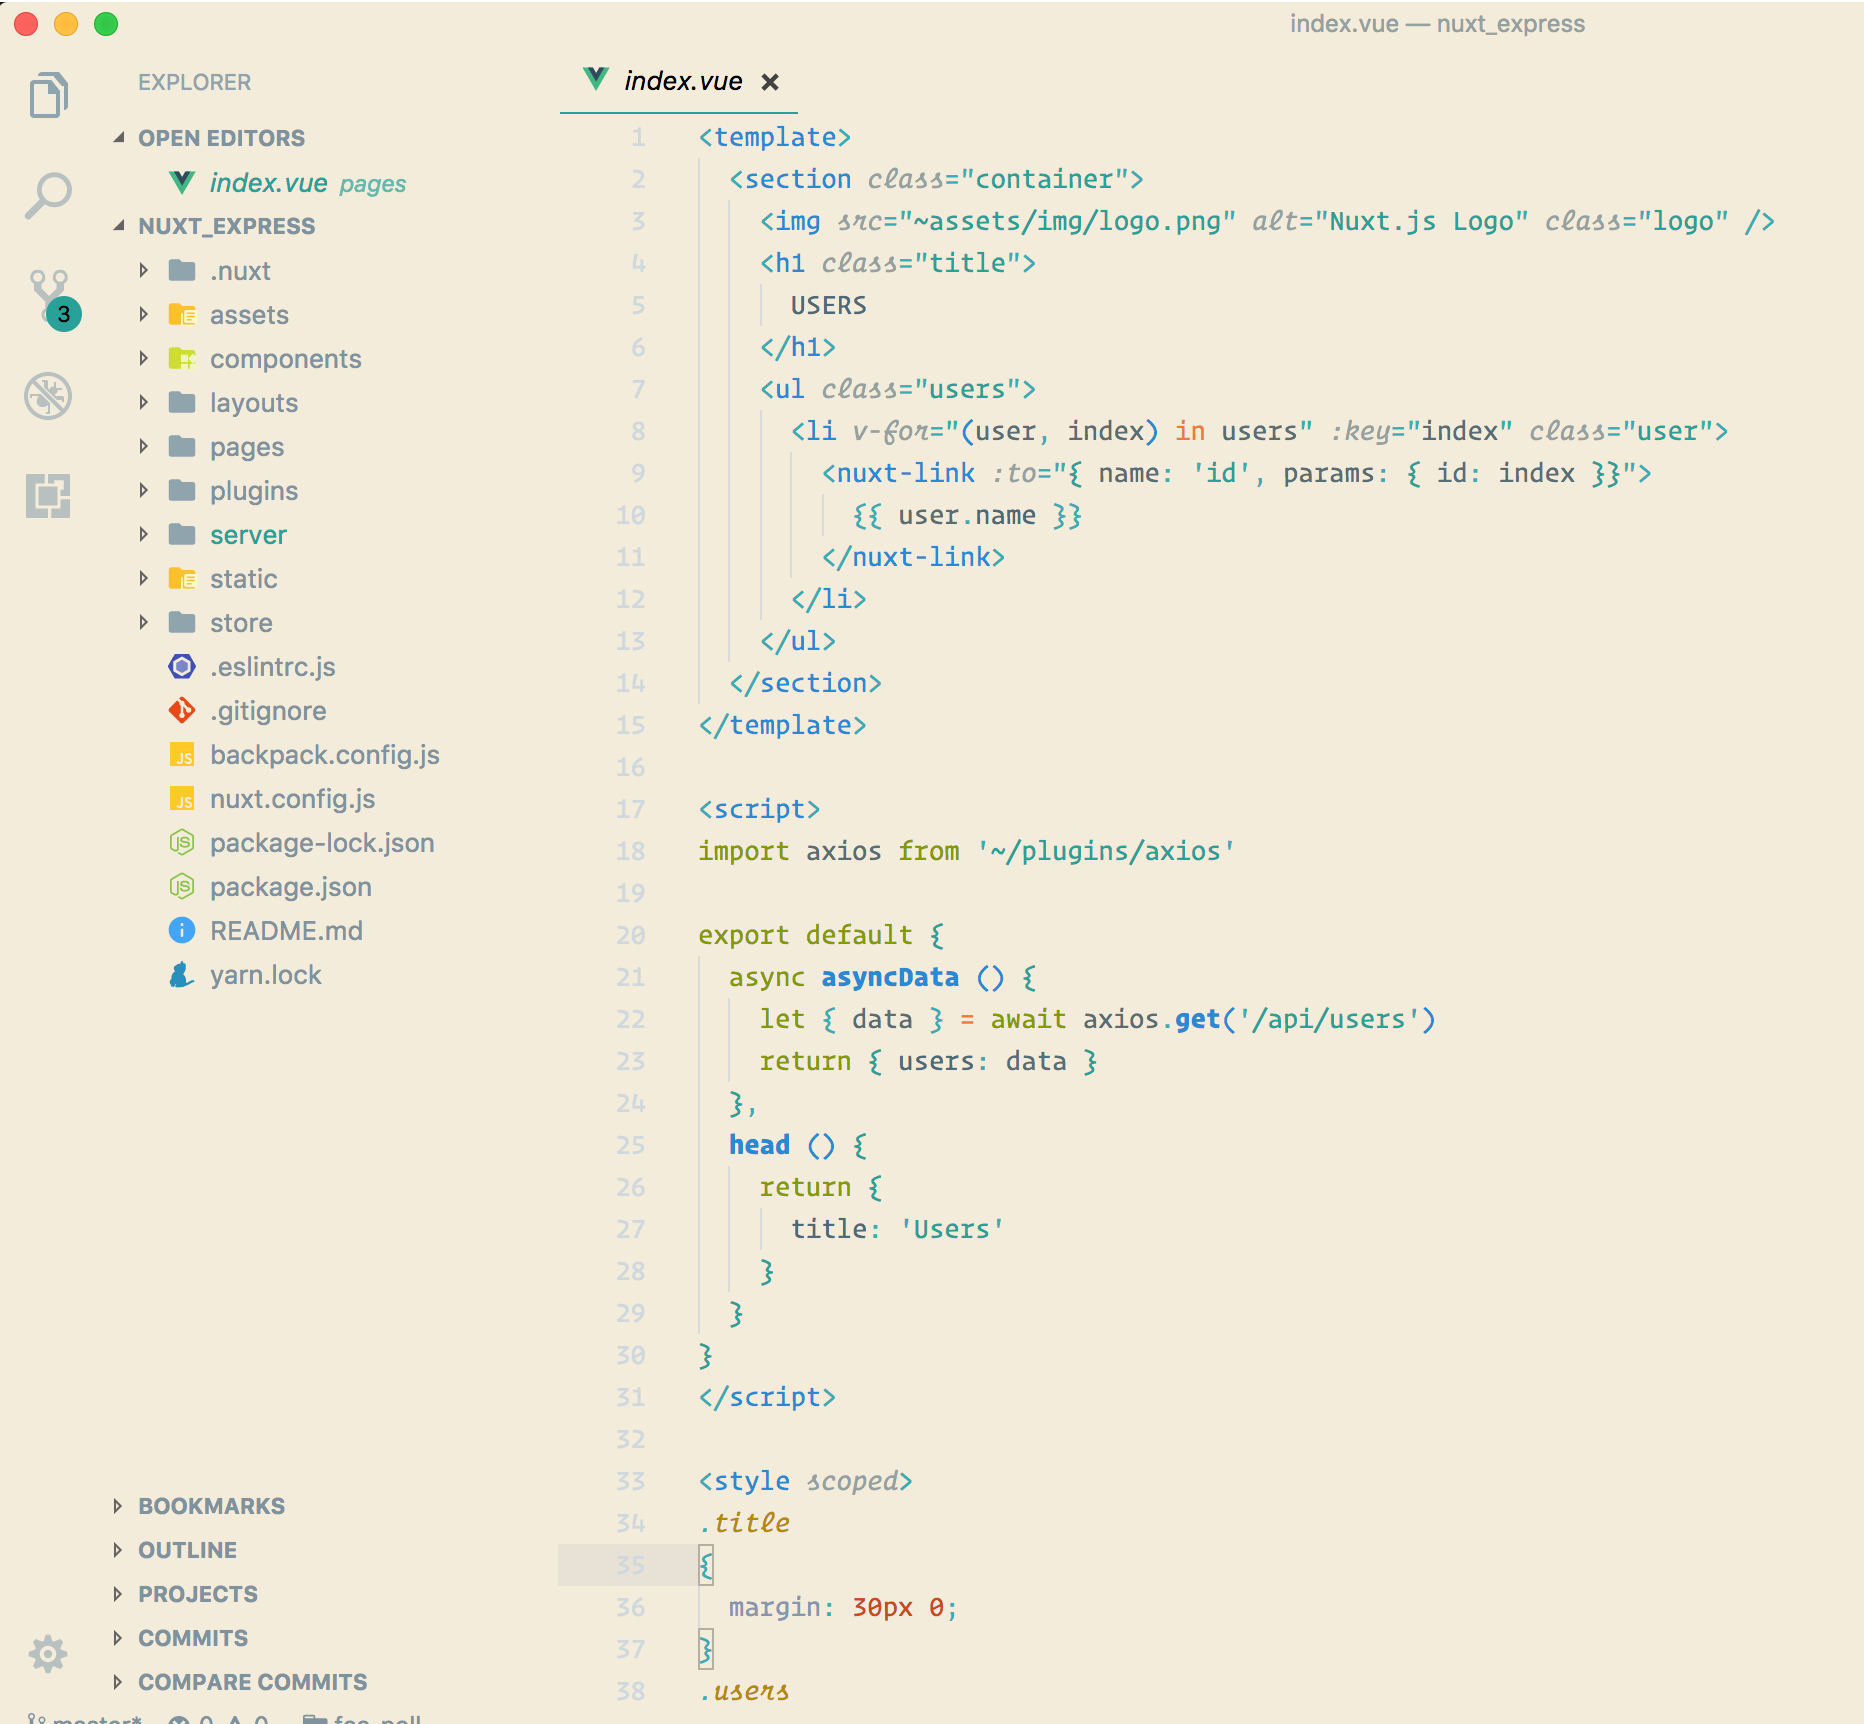 index.vue — nuxt_express
EXPLORER
OPEN EDITORS
index.vue pages
NUXT_EXPRESS
.nuxt
assets
components
layouts
pages
plugins
server
static
store
.eslintrc.js
.gitignore
JS backpack.config.js
JS nuxt.config.js
JS package-lock.json
JS package.json
README.md
yarn.lock
BOOKMARKS
OUTLINE
PROJECTS
COMMITS
COMPARE COMMITS
3
index.vue ×
1 <template>
2 <section class="container">
3 <img src="~assets/img/logo.png" alt="Nuxt.js Logo" class="logo" />
4 <h1 class="title">
5 USERS
6 </h1>
7 <ul class="users">
8 <li v-for="(user, index) in users" :key="index" class="user">
9 <nuxt-link :to="{ name: 'id', params: { id: index }}">
10 {{ user.name }}
11 </nuxt-link>
12 </li>
13 </ul>
14 </section>
15 </template>
16
17 <script>
18 import axios from '~/plugins/axios'
19
20 export default {
21 async asyncData () {
22 let { data } = await axios.get('/api/users')
23 return { users: data }
24 },
25 head () {
26 return {
27 title: 'Users'
28 }
29 }
30 }
31 </script>
32
33 <style scoped>
34 .title
35 {
36 margin: 30px 0;
37 }
38 .users
master* 0 0